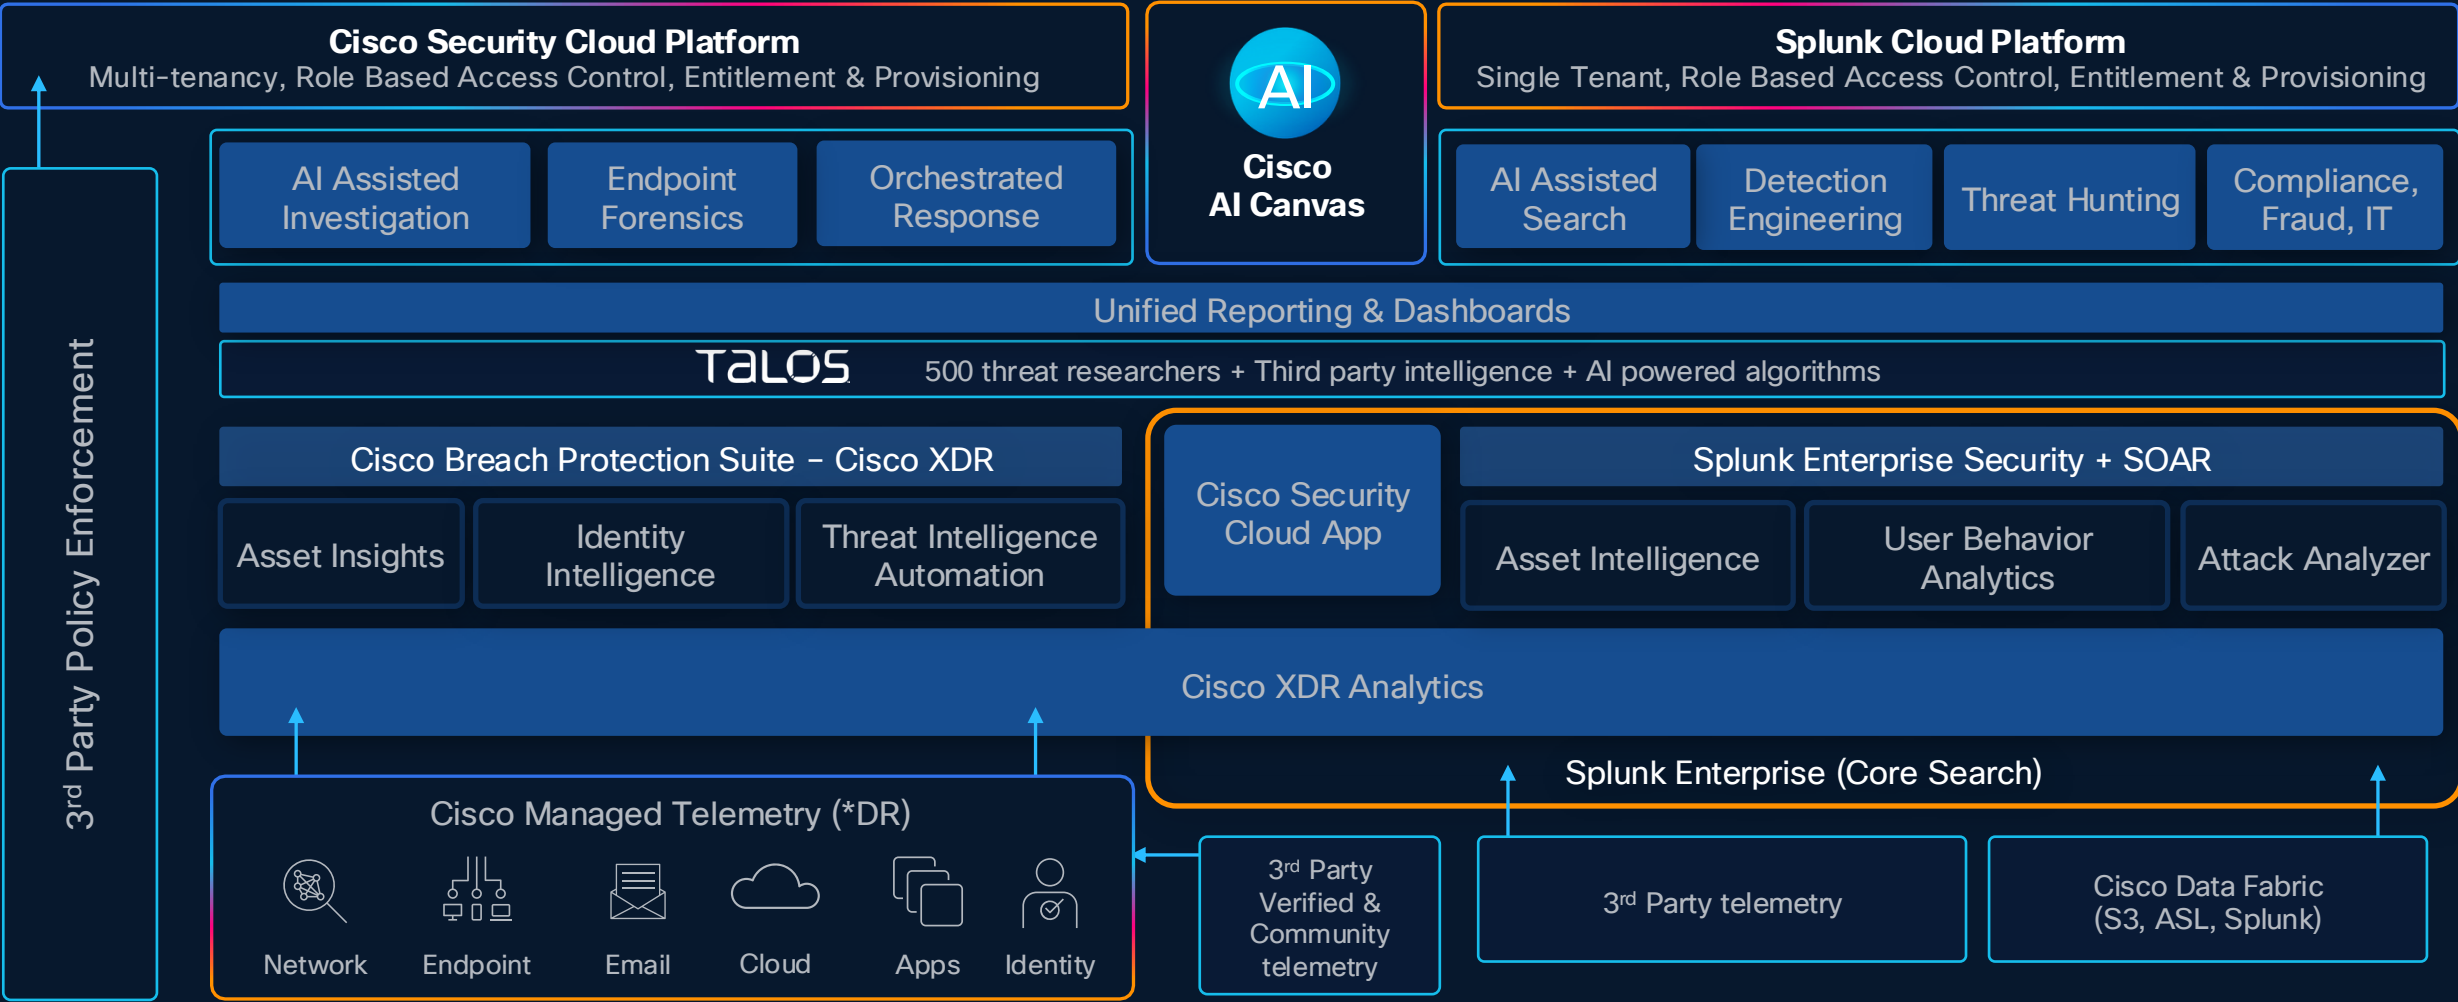 Cisco Security Cloud Platform
Multi-tenancy, Role Based Access Control, Entitlement & Provisioning
AI
Cisco
AI Canvas
Splunk Cloud Platform
Single Tenant, Role Based Access Control, Entitlement & Provisioning
AI Assisted
Investigation
Endpoint
Forensics
Orchestrated
Response
AI Assisted
Search
Detection
Engineering
Threat Hunting
Compliance,
Fraud, IT
3rd Party Policy Enforcement
Unified Reporting & Dashboards
TALOS
500 threat researchers + Third party intelligence + AI powered algorithms
Cisco Breach Protection Suite – Cisco XDR
Asset Insights
Identity
Intelligence
Threat Intelligence
Automation
Cisco Security
Cloud App
Splunk Enterprise Security + SOAR
Asset Intelligence
User Behavior
Analytics
Attack Analyzer
Cisco XDR Analytics
Splunk Enterprise (Core Search)
Cisco Managed Telemetry (*DR)
Network
Endpoint
Email
Cloud
Apps
Identity
3rd Party
Verified &
Community
telemetry
3rd Party telemetry
Cisco Data Fabric
(S3, ASL, Splunk)